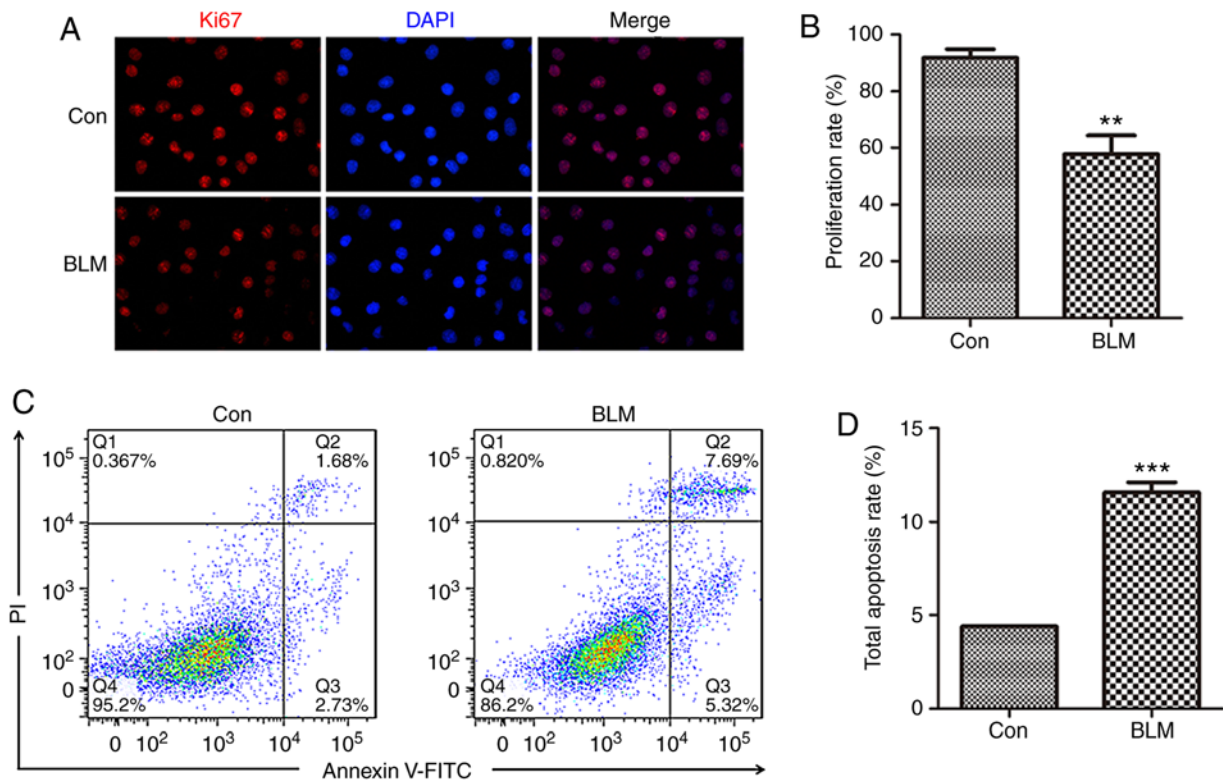 A
Ki67 DAPI Merge
Con
BLM
B
Proliferation rate (%)
100
80
60
40
20
0
**
Con BLM
C
Con BLM
PI
Q1
0.367%
Q2
1.68%
Q4
95.2%
Q3
2.73%
10^5
10^4
10^3
10^2
0
0 10^2 10^3 10^4 10^5
Q1
0.820%
Q2
7.69%
Q4
86.2%
Q3
5.32%
10^5
10^4
10^3
10^2
0
0 10^2 10^3 10^4 10^5
Annexin V-FITC
D
Total apoptosis rate (%)
15
10
5
0
***
Con BLM